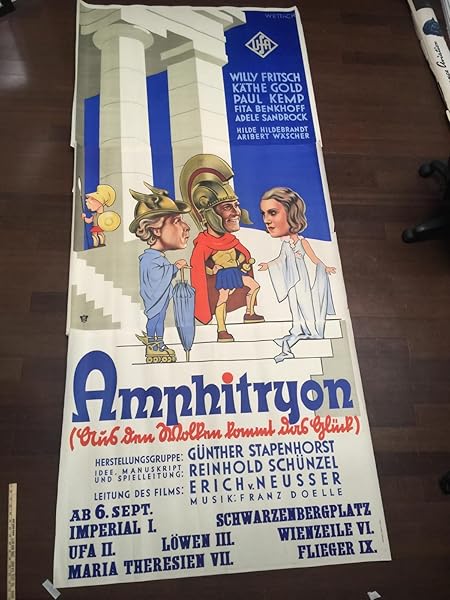 UFA
WILLY FRITSCH
KÄTHE GOLD
PAUL KEMP
FITA BENKHOFF
ADELE SANDROCK
HILDE HILDEBRANDT
ARIBERT WÄSCHER
Amphitryon
(Aus den Wolken kommt das Glück)
HERSTELLUNGSGRUPPE: GÜNTHER STAPENHORST
IDEE, MANUSKRIPT UND SPIELLEITUNG: REINHOLD SCHÜNZEL
LEITUNG DES FILMS: ERICH v. NEUSSER
MUSIK: FRANZ DOELLE
AB 6. SEPT.
IMPERIAL I. SCHWARZENBERGPLATZ
UFA II. LÖWEN III. WIENZEILE VI.
MARIA THERESIEN VII. FLIEGER IX.